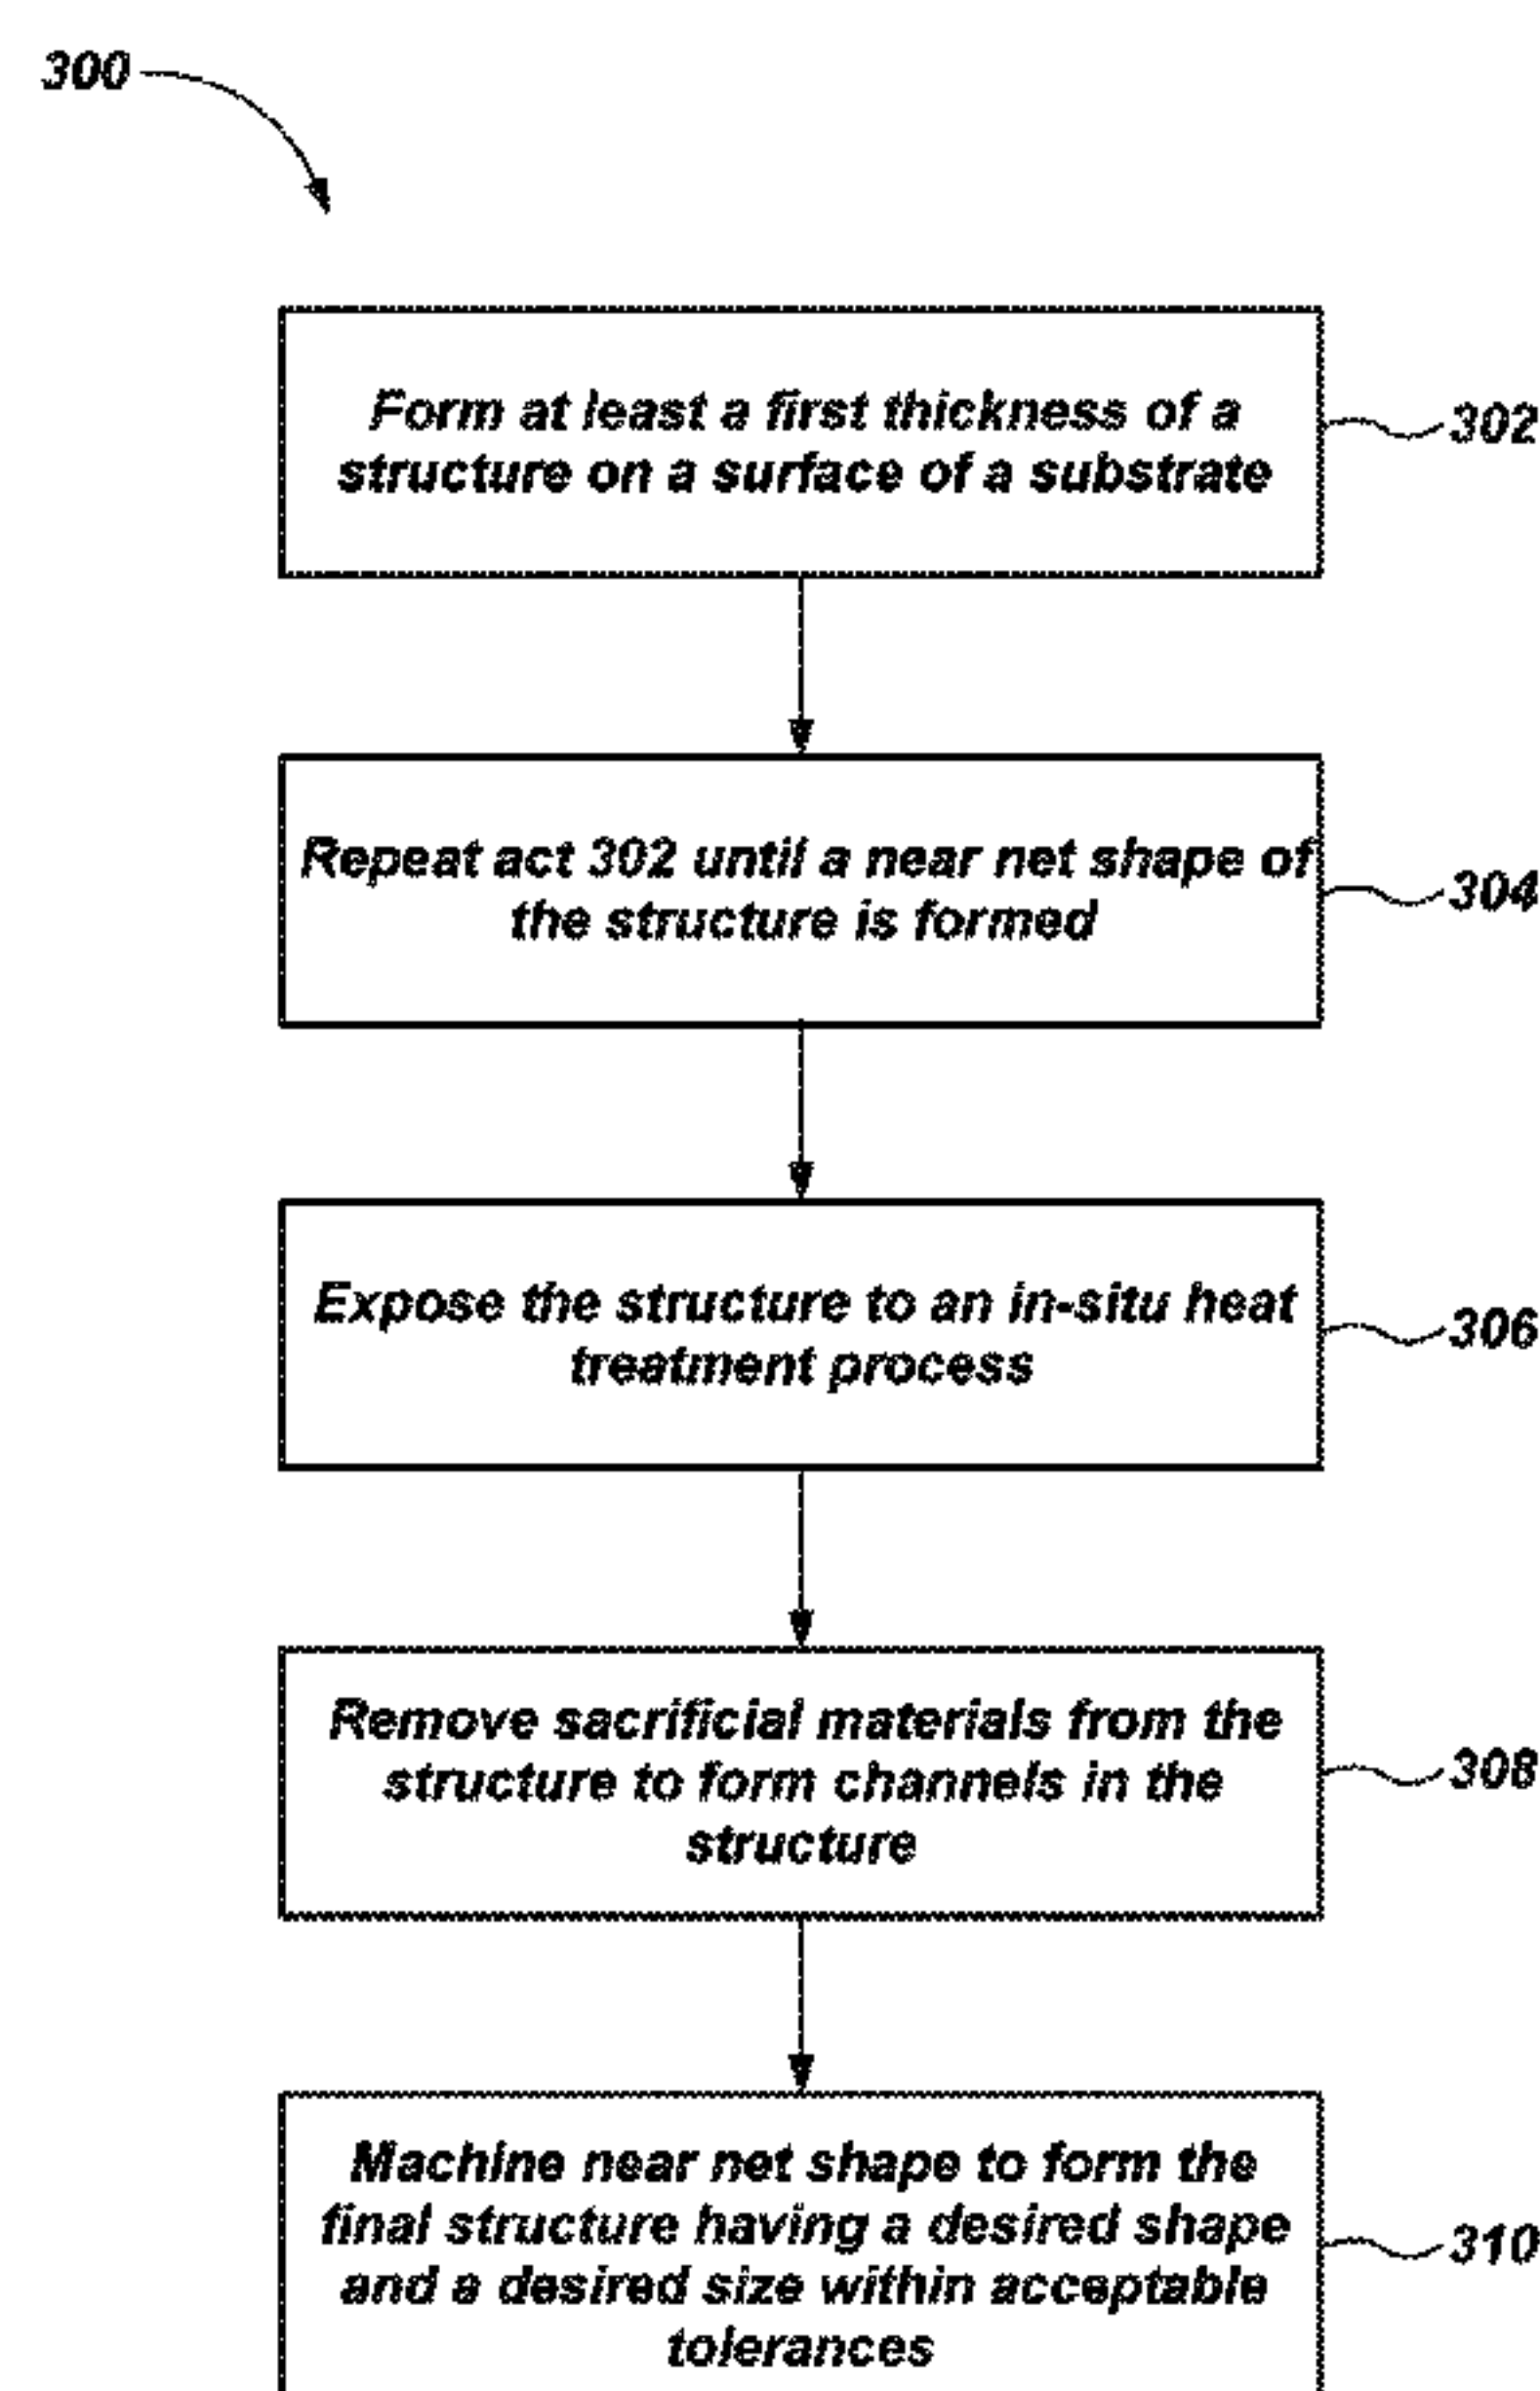 300
Form at least a first thickness of a
structure on a surface of a substrate
302
Repeat act 302 until a near net shape of
the structure is formed
304
Expose the structure to an in-situ heat
treatment process
306
Remove sacrificial materials from the
structure to form channels in the
structure
308
Machine near net shape to form the
final structure having a desired shape
and a desired size within acceptable
tolerances
310